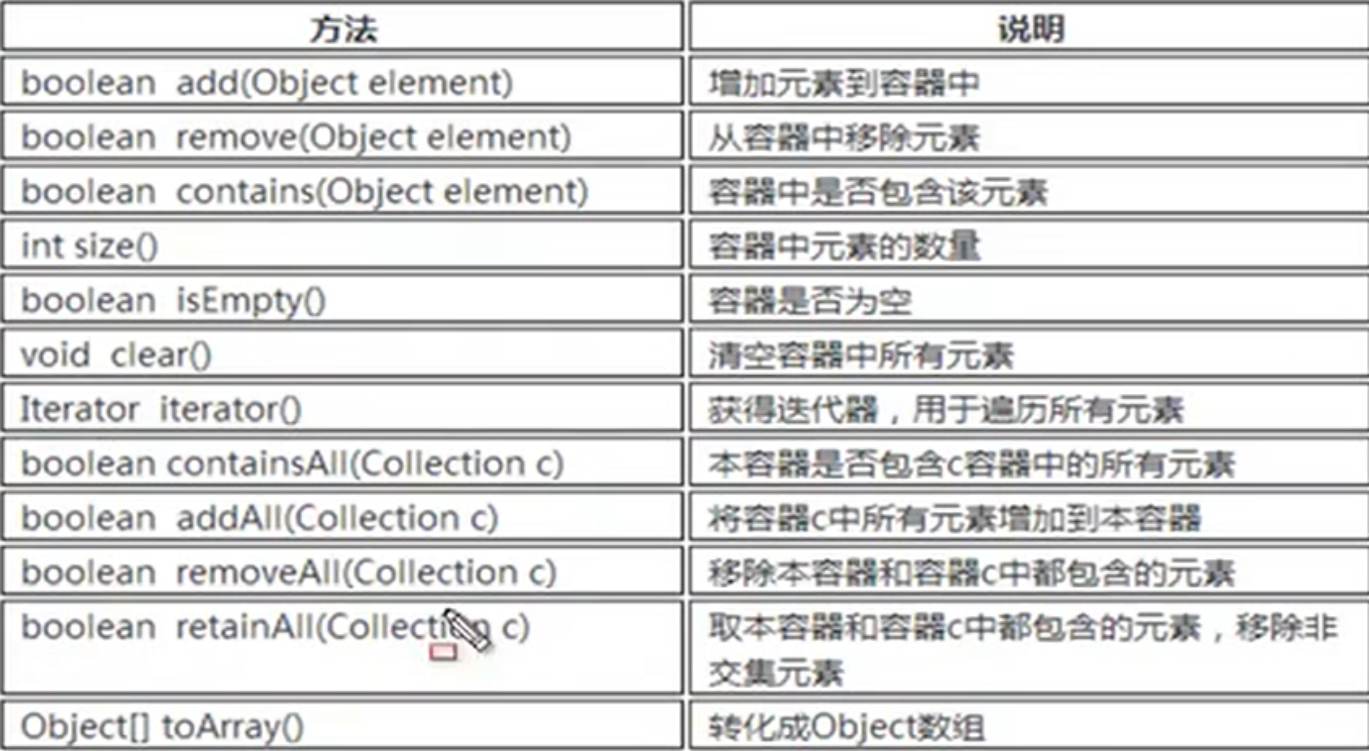 方法 说明
boolean add(Object element) 增加元素到容器中
boolean remove(Object element) 从容器中移除元素
boolean contains(Object element) 容器中是否包含该元素
int size() 容器中元素的数量
boolean isEmpty() 容器是否为空
void clear() 清空容器中所有元素
Iterator iterator() 获得迭代器，用于遍历所有元素
boolean containsAll(Collection c) 本容器是否包含c容器中的所有元素
boolean addAll(Collection c) 将容器c中所有元素增加到本容器
boolean removeAll(Collection c) 移除本容器和容器c中都包含的元素
boolean retainAll(Collection c) 取本容器和容器c中都包含的元素，移除非
交集元素
Object[] toArray() 转化成Object数组